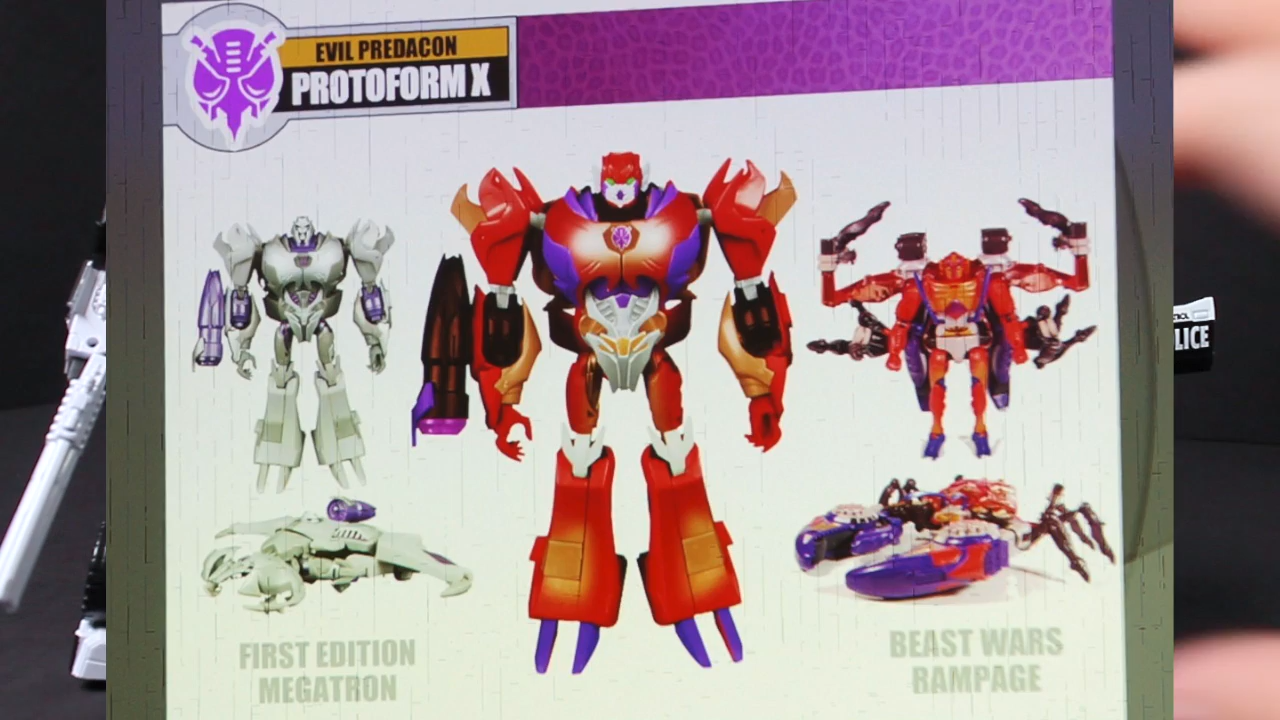 EVIL PREDACON
PROTOFORM X
FIRST EDITION
MEGATRON
BEAST WARS
RAMPAGE
LICE